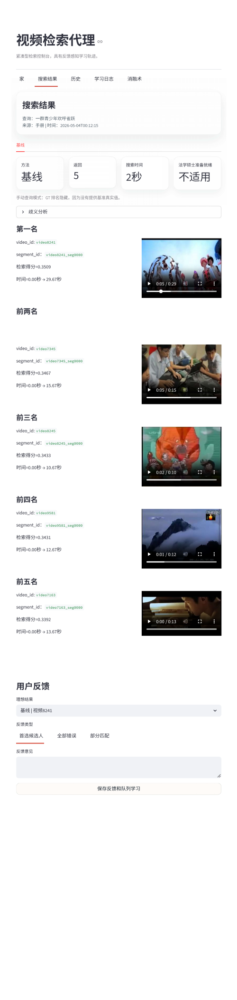 视频检索代理
紧凑型检索控制台，具有反馈感知学习轨迹。
家 搜索结果 历史 学习日志 消融术
搜索结果
查询：一群青少年欢呼雀跃
来源：手册 | 时间：2026-05-04T00:12:15
基线
方法 返回 搜索时间 法学硕士准备就绪
基线 5 2秒 不适用
手动查询模式：GT 排名隐藏，因为没有提供基准真实值。
歧义分析
第一名
video_id: video8241
segment_id： video8241_seg0000
检索得分=0.3509
时间=0.00秒 → 29.67秒
0:05 / 0:29
前两名
video_id: video7345
segment_id： video7345_seg0000
检索得分=0.3467
时间=0.00秒 → 15.67秒
0:05 / 0:15
前三名
video_id: video8245
segment_id： video8245_seg0000
检索得分=0.3433
时间=0.00秒 → 10.67秒
0:02 / 0:10
前四名
video_id: video9581
segment_id： video9581_seg0000
检索得分=0.3431
时间=0.00秒 → 12.67秒
0:01 / 0:12
前五名
video_id: video7163
segment_id： video7163_seg0000
检索得分=0.3392
时间=0.00秒 → 13.67秒
0:00 / 0:13
用户反馈
理想结果
基线 | 视频8241
反馈类型
首选候选人 全部错误 部分匹配
反馈意见
保存反馈和队列学习